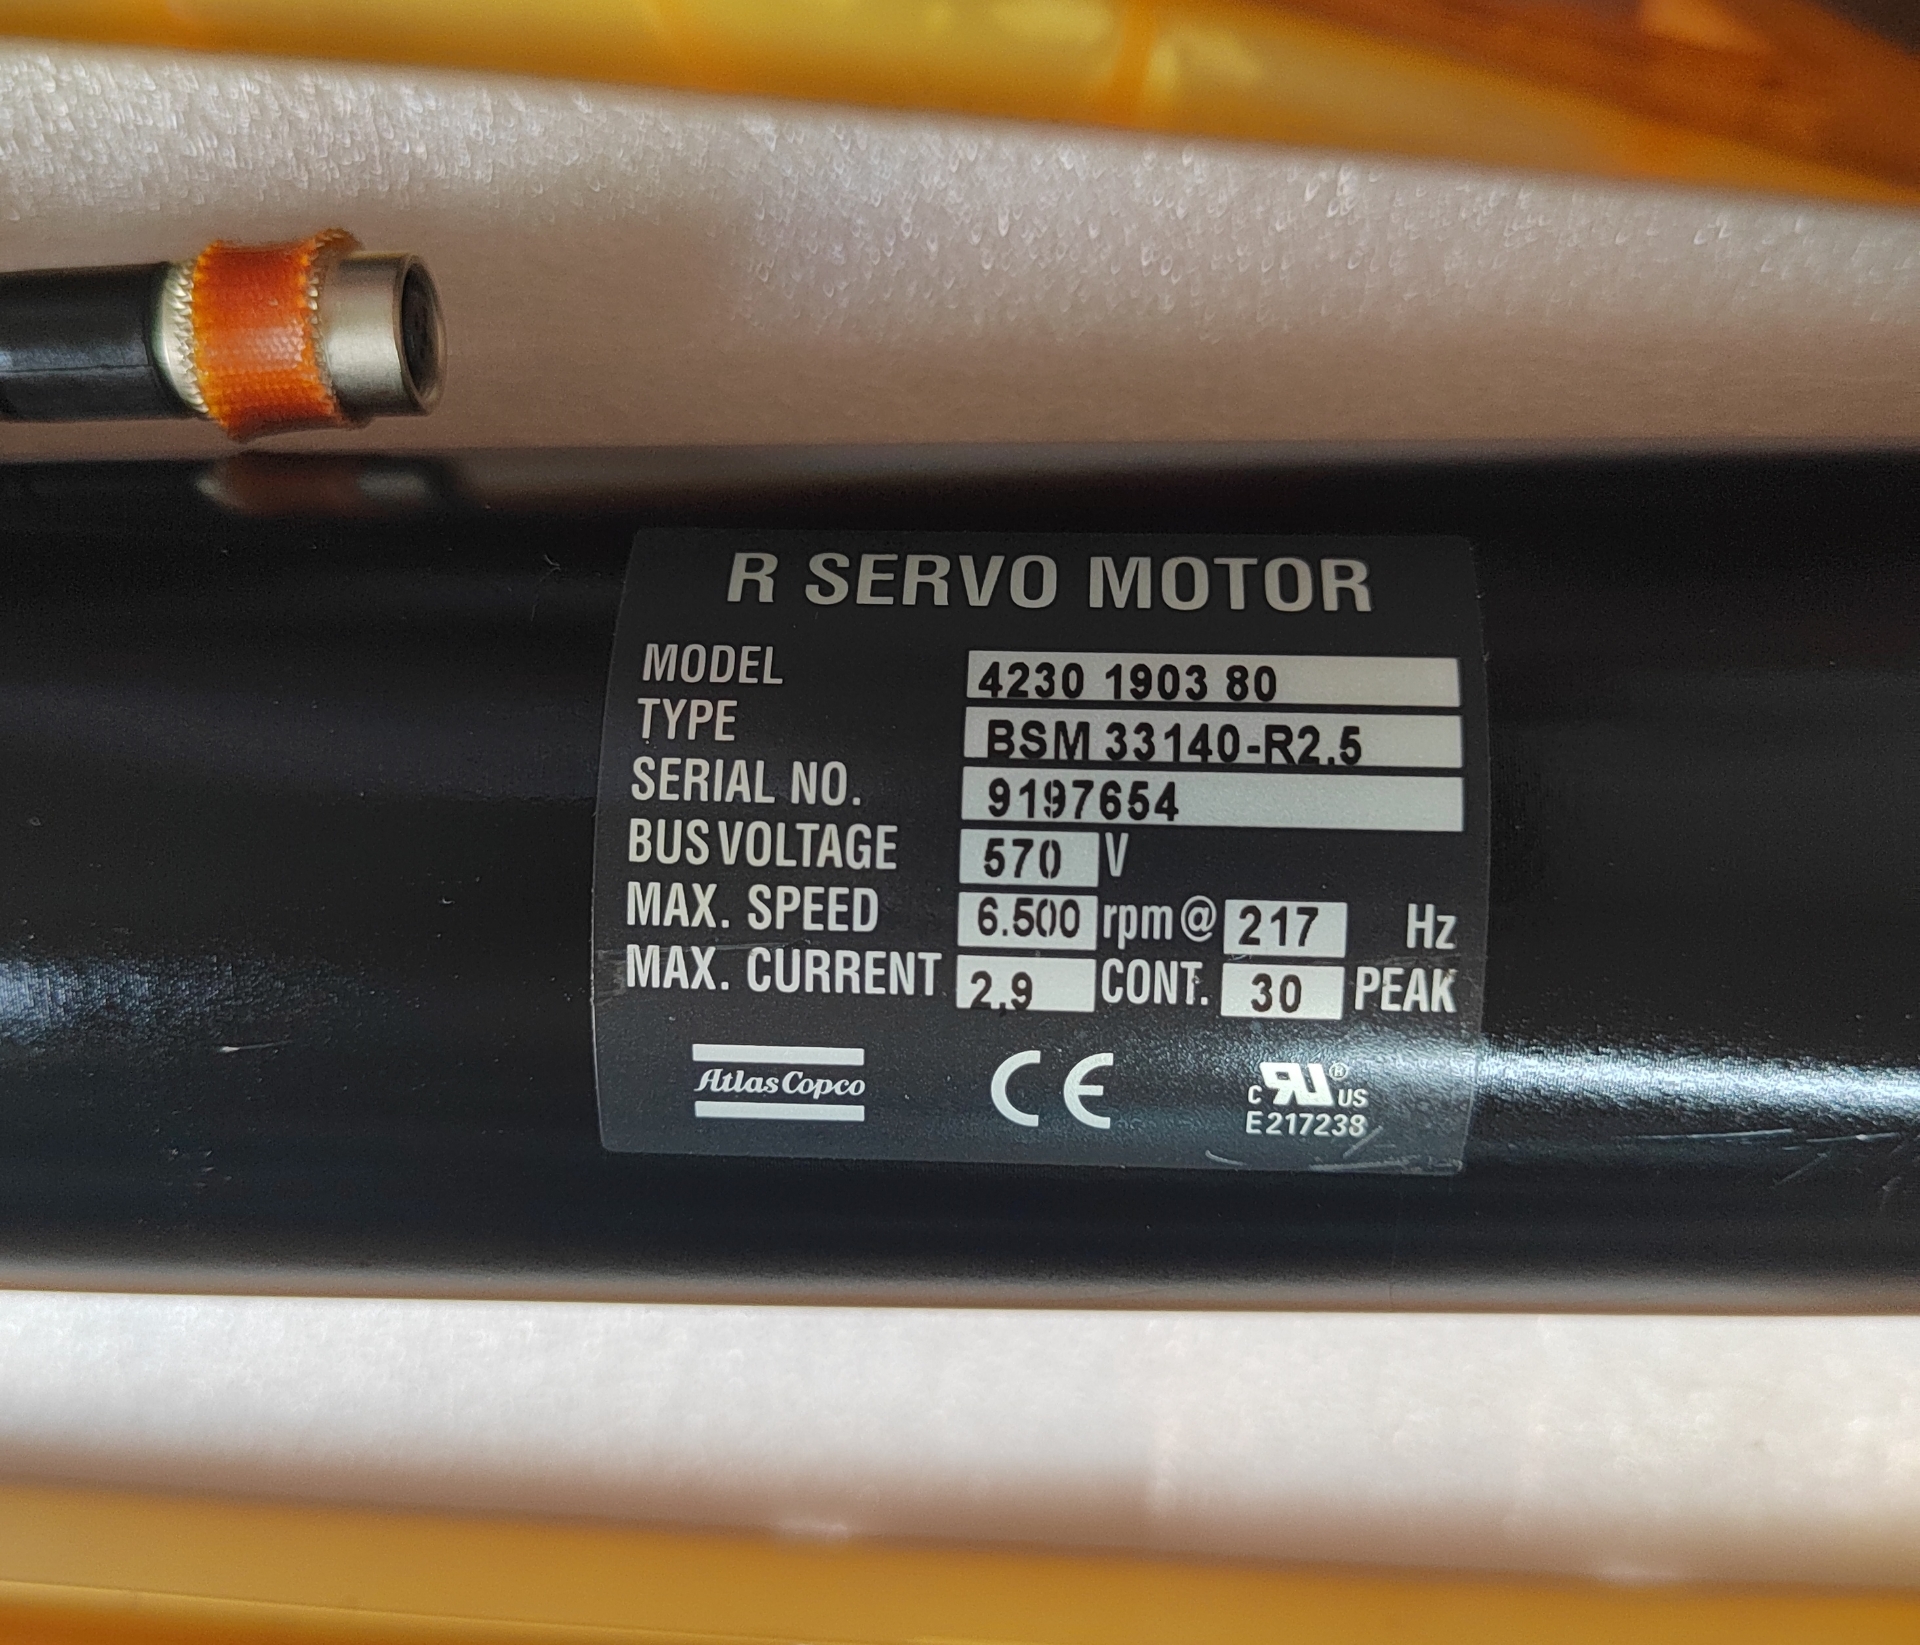 R SERVO MOTOR
MODEL 4230 1903 80
TYPE BSM 33140-R2.5
SERIAL NO. 9197654
BUS VOLTAGE 570 V
MAX. SPEED 6.500 rpm @ 217 Hz
MAX. CURRENT 2,9 CONT. 30 PEAK
Atlas Copco CE c RU ® US
E217238